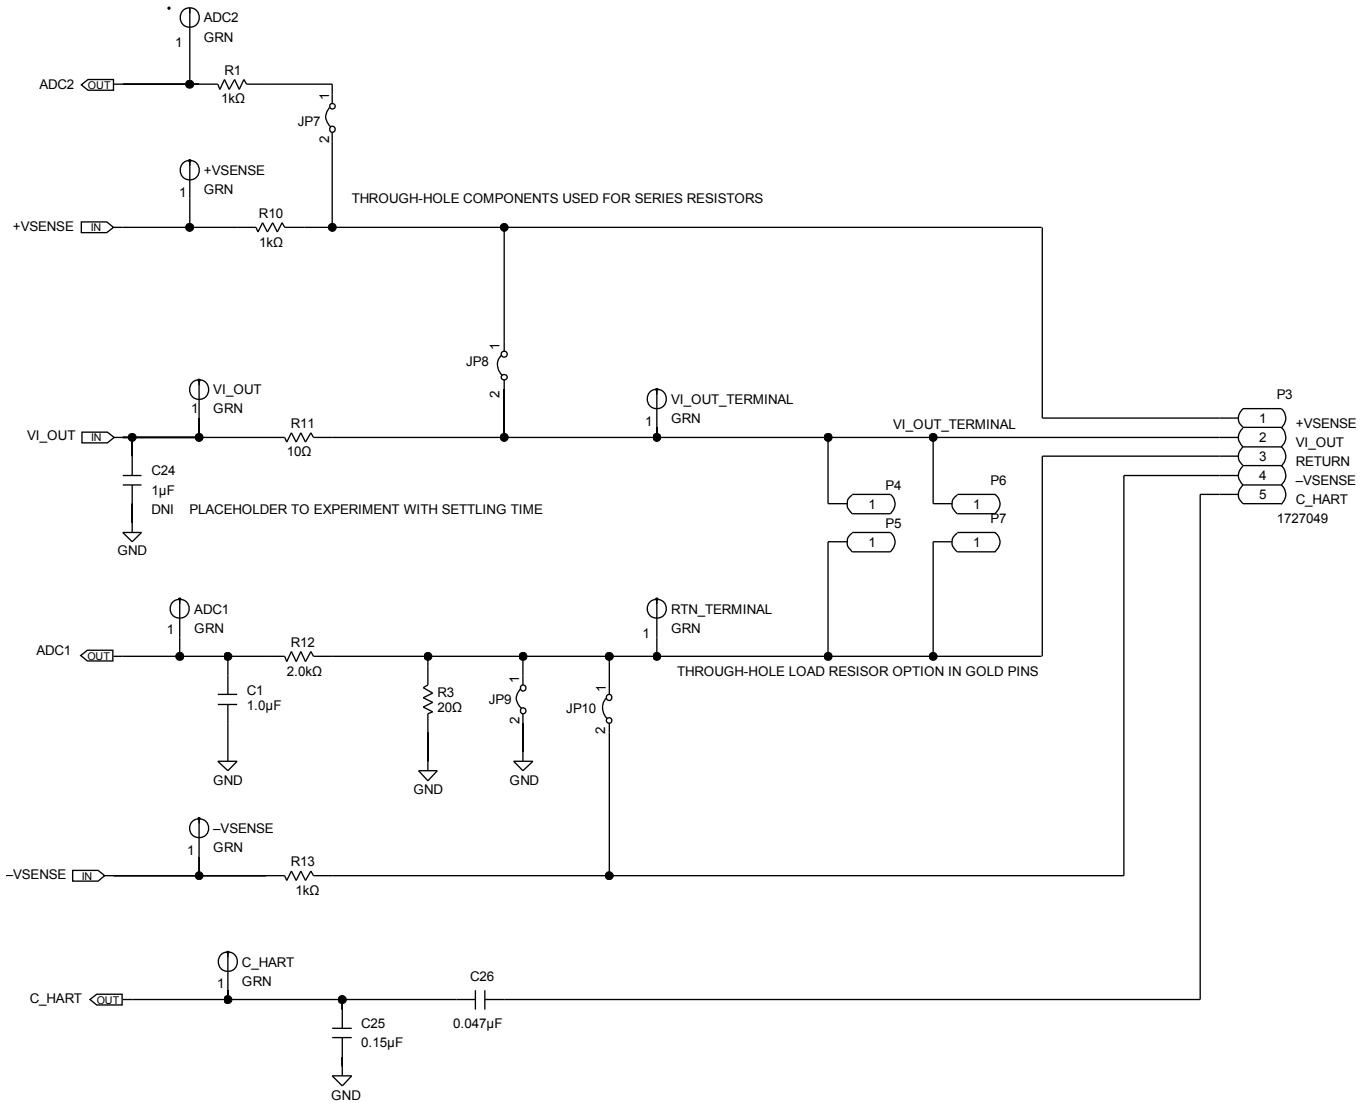 ADC2
GRN
1
ADC2
OUT
R1
1kΩ
1
JP7
2
+VSENSE
GRN
1
THROUGH-HOLE COMPONENTS USED FOR SERIES RESISTORS
+VSENSE
IN
R10
1kΩ
1
JP8
2
VI_OUT
GRN
1
VI_OUT_TERMINAL
GRN
1
VI_OUT
IN
R11
10Ω
VI_OUT_TERMINAL
P3
1
+VSENSE
2
VI_OUT
3
RETURN
4
–VSENSE
5
C_HART
1727049
C24
1µF
DNI
PLACEHOLDER TO EXPERIMENT WITH SETTLING TIME
GND
P4
1
P5
1
P6
1
P7
1
ADC1
GRN
1
RTN_TERMINAL
GRN
1
ADC1
OUT
R12
2.0kΩ
THROUGH-HOLE LOAD RESISOR OPTION IN GOLD PINS
C1
1.0µF
GND
R3
20Ω
GND
1
JP9
2
GND
1
JP10
2
–VSENSE
GRN
1
–VSENSE
IN
R13
1kΩ
C_HART
GRN
1
C_HART
OUT
C26
0.047µF
C25
0.15µF
GND